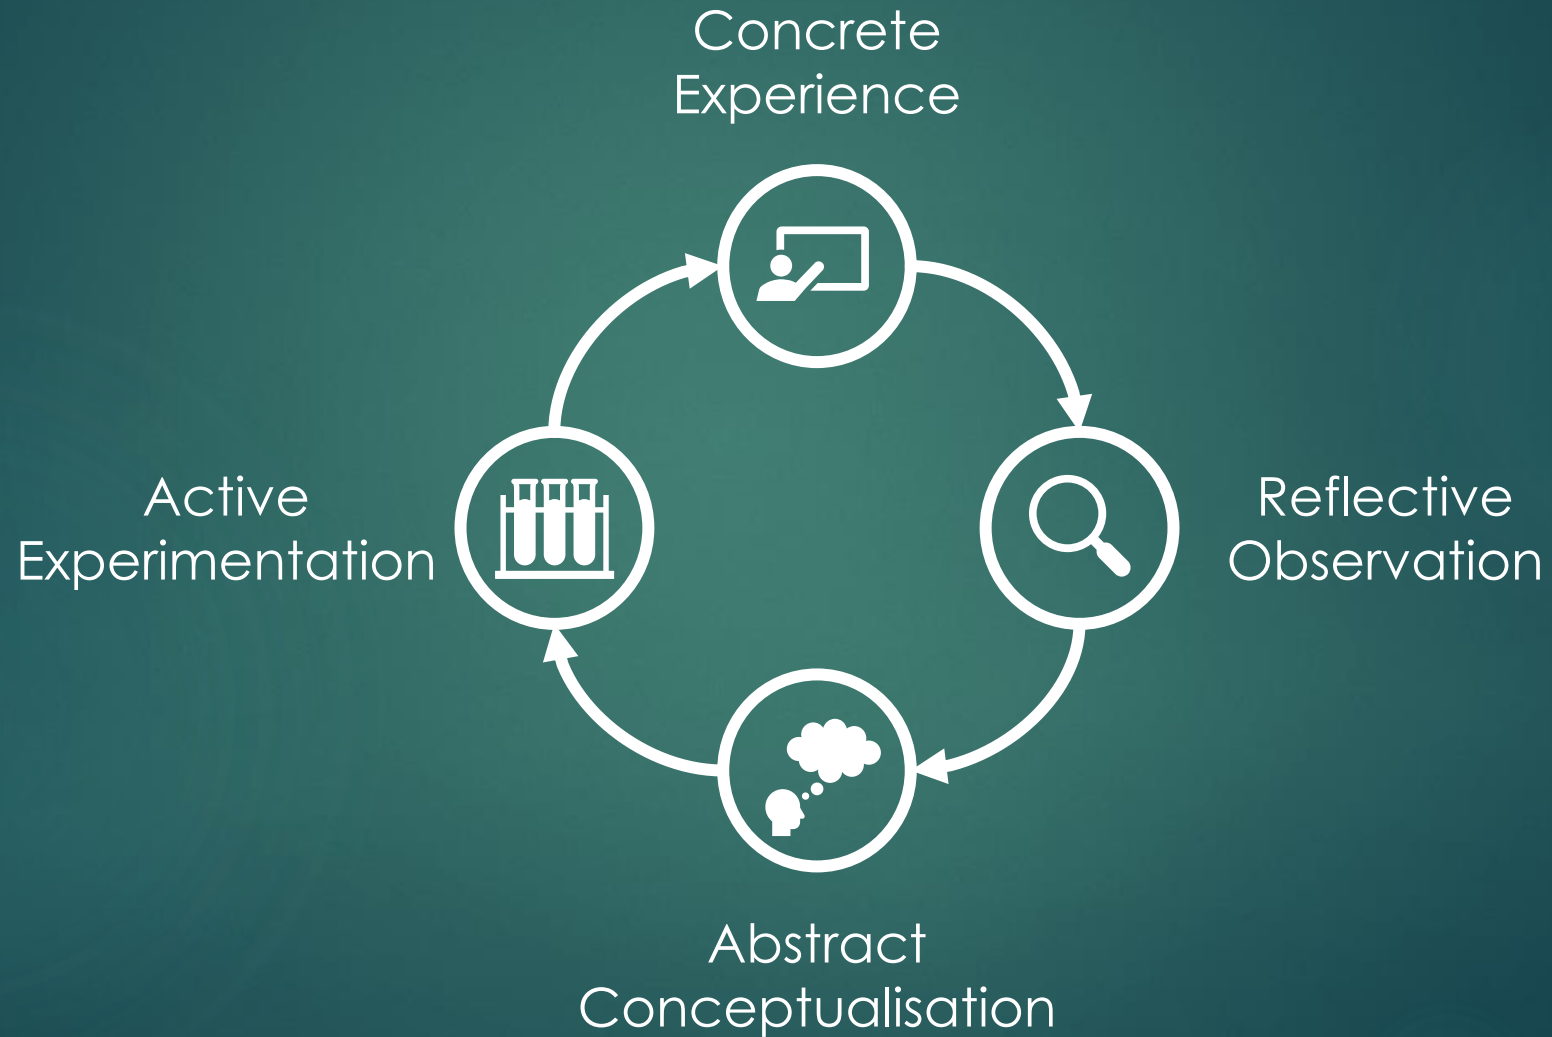 Concrete
Experience
Reflective
Observation
Abstract
Conceptualisation
Active
Experimentation